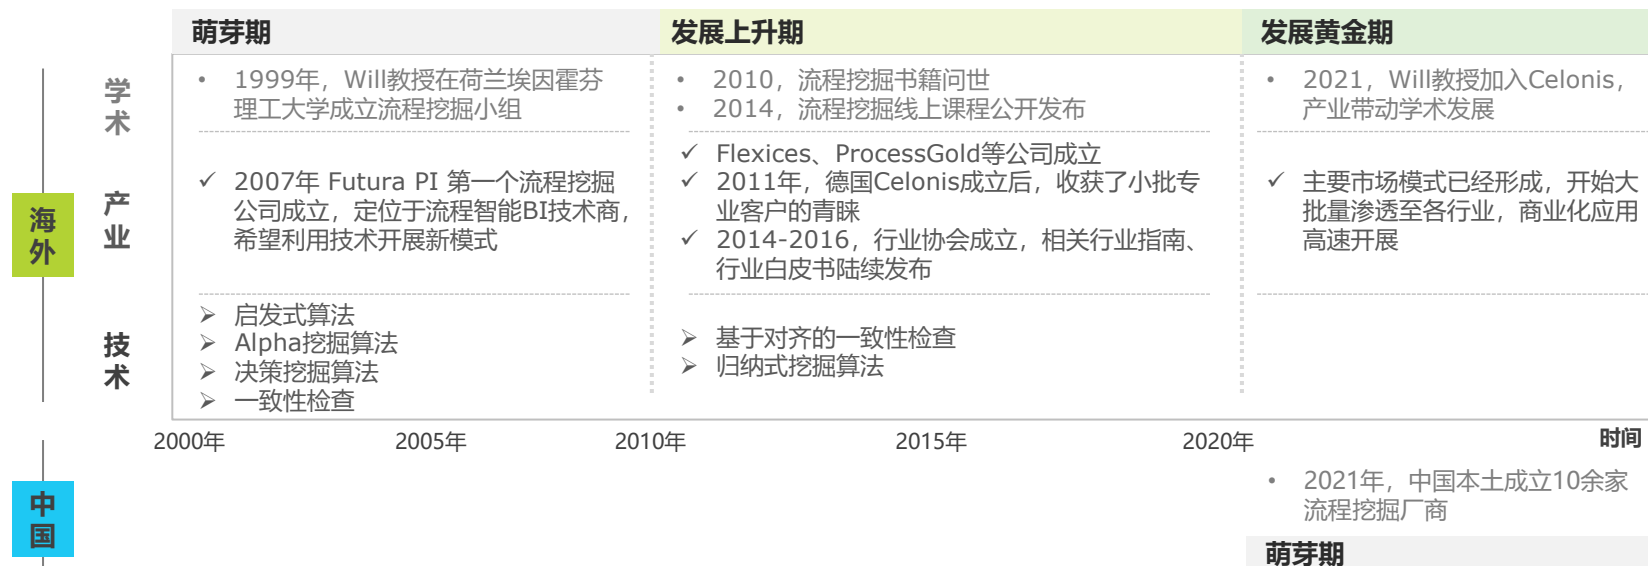 萌芽期
发展上升期
发展黄金期
海外
学术
• 1999年，Will教授在荷兰埃因霍芬
理工大学成立流程挖掘小组
• 2010，流程挖掘书籍问世
• 2014，流程挖掘线上课程公开发布
• 2021，Will教授加入Celonis，
产业带动学术发展
产业
✓ 2007年 Futura PI 第一个流程挖掘
公司成立，定位于流程智能BI技术商，
希望利用技术开展新模式
✓ Flexices、ProcessGold等公司成立
✓ 2011年，德国Celonis成立后，收获了小批专
业客户的青睐
✓ 2014-2016，行业协会成立，相关行业指南、
行业白皮书陆续发布
✓ 主要市场模式已经形成，开始大
批量渗透至各行业，商业化应用
高速开展
技术
➢ 启发式算法
➢ Alpha挖掘算法
➢ 决策挖掘算法
➢ 一致性检查
➢ 基于对齐的一致性检查
➢ 归纳式挖掘算法
2000年
2005年
2010年
2015年
2020年
时间
中国
• 2021年，中国本土成立10余家
流程挖掘厂商
萌芽期